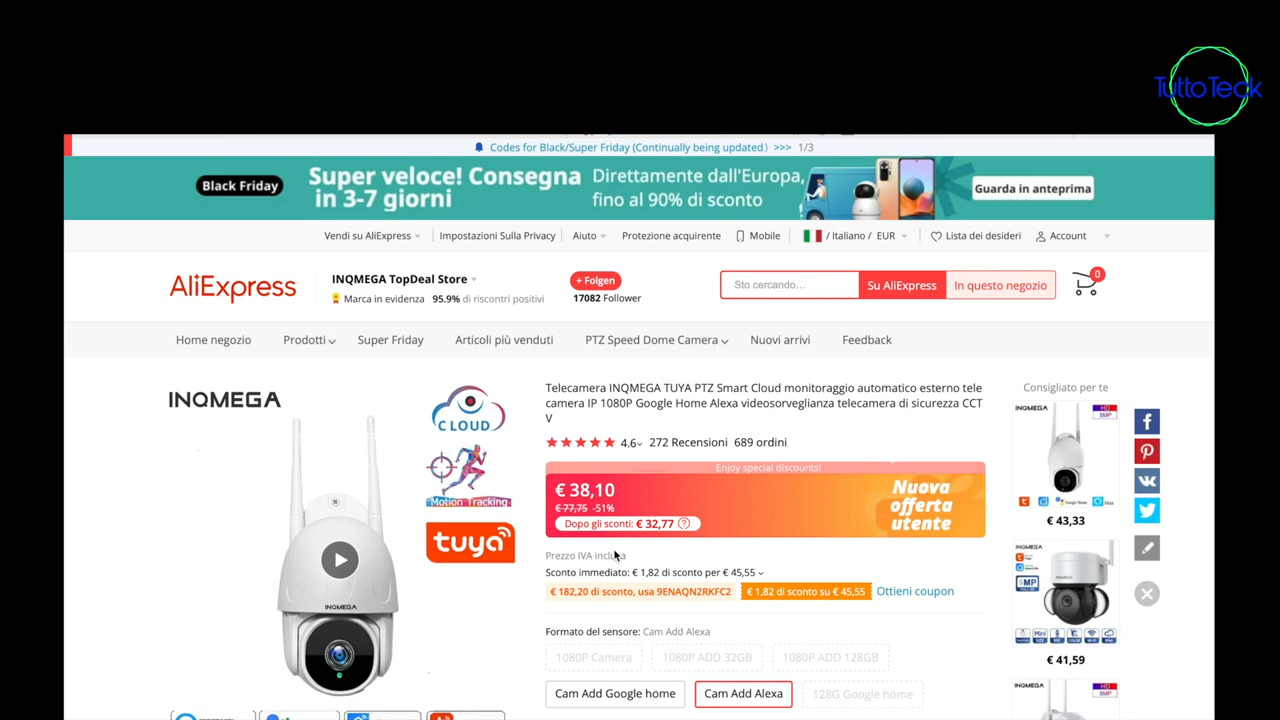 TuttoTeck
Codes for Black/Super Friday (Continually being updated) >>> 1/3
Black Friday
Super veloce! Consegna
in 3-7 giorni
Direttamente dall'Europa,
fino al 90% di sconto
Guarda in anteprima
Vendi su AliExpress
Impostazioni Sulla Privacy
Aiuto
Protezione acquirente
Mobile
/ Italiano / EUR
Lista dei desideri
Account
AliExpress
INQMEGA TopDeal Store
Marca in evidenza 95.9% di riscontri positivi
+ Folgen
17082 Follower
Sto cercando...
Su AliExpress
In questo negozio
0
Home negozio
Prodotti
Super Friday
Articoli più venduti
PTZ Speed Dome Camera
Nuovi arrivi
Feedback
INQMEGA
CLOUD
Motion Tracking
tuya
INQMEGA
Telecamera INQMEGA TUYA PTZ Smart Cloud monitoraggio automatico esterno tele
camera IP 1080P Google Home Alexa videosorveglianza telecamera di sicurezza CCT
V
4.6 272 Recensioni 689 ordini
Enjoy special discounts!
€ 38,10
€ 77,75 -51%
Dopo gli sconti: € 32,77
Nuova
offerta
utente
Prezzo IVA inclusa
Sconto immediato: € 1,82 di sconto per € 45,55
€ 182,20 di sconto, usa 9ENAQN2RKFC2
€ 1,82 di sconto su € 45,55
Ottieni coupon
Formato del sensore: Cam Add Alexa
1080P Camera
1080P ADD 32GB
1080P ADD 128GB
Cam Add Google home
Cam Add Alexa
128G Google home
Consigliato per te
INQMEGA
HD
5MP
€ 43,33
INQMEGA
5MP
€ 41,59
INQMEGA
HD
5MP